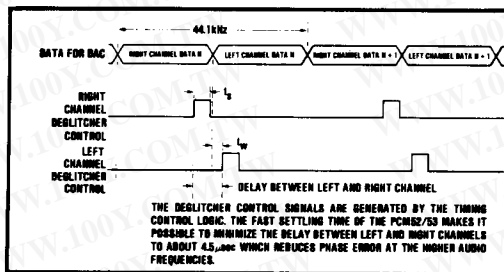 44.1kHz
DATA FOR DAC
RIGHT CHANNEL DATA N
LEFT CHANNEL DATA N
RIGHT CHANNEL DATA N + 1
LEFT CHANNEL DATA N + 1
RIGHT
CHANNEL
DEGLITCHER
CONTROL
tS
LEFT
CHANNEL
DEGLITCHER
CONTROL
tW
DELAY BETWEEN LEFT AND RIGHT CHANNEL
THE DEGLITCHER CONTROL SIGNALS ARE GENERATED BY THE TIMING
CONTROL LOGIC. THE FAST SETTLING TIME OF THE PCM52/53 MAKES IT
POSSIBLE TO MINIMIZE THE DELAY BETWEEN LEFT AND RIGHT CHANNELS
TO ABOUT 4.5μsec WHICH REDUCES PHASE ERROR AT THE HIGHER AUDIO
FREQUENCIES.